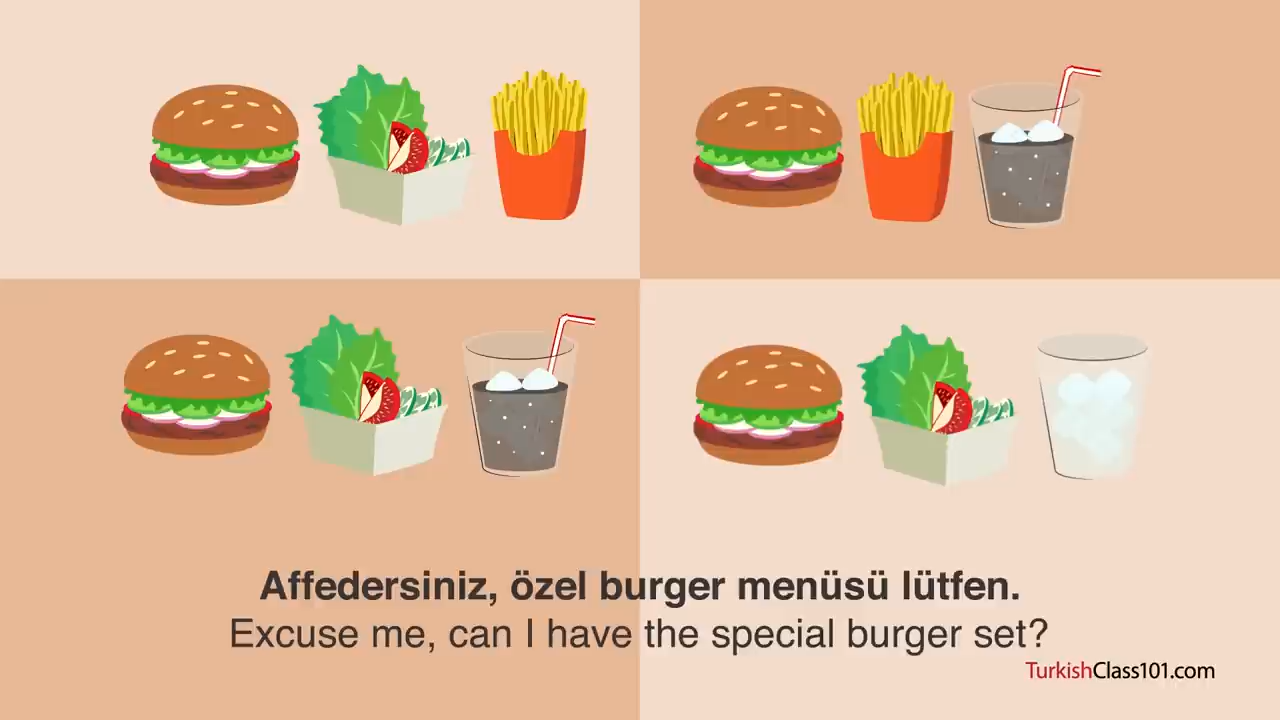 Affedersiniz, özel burger menüsü lütfen.
Excuse me, can I have the special burger set?
TurkishClass101.com